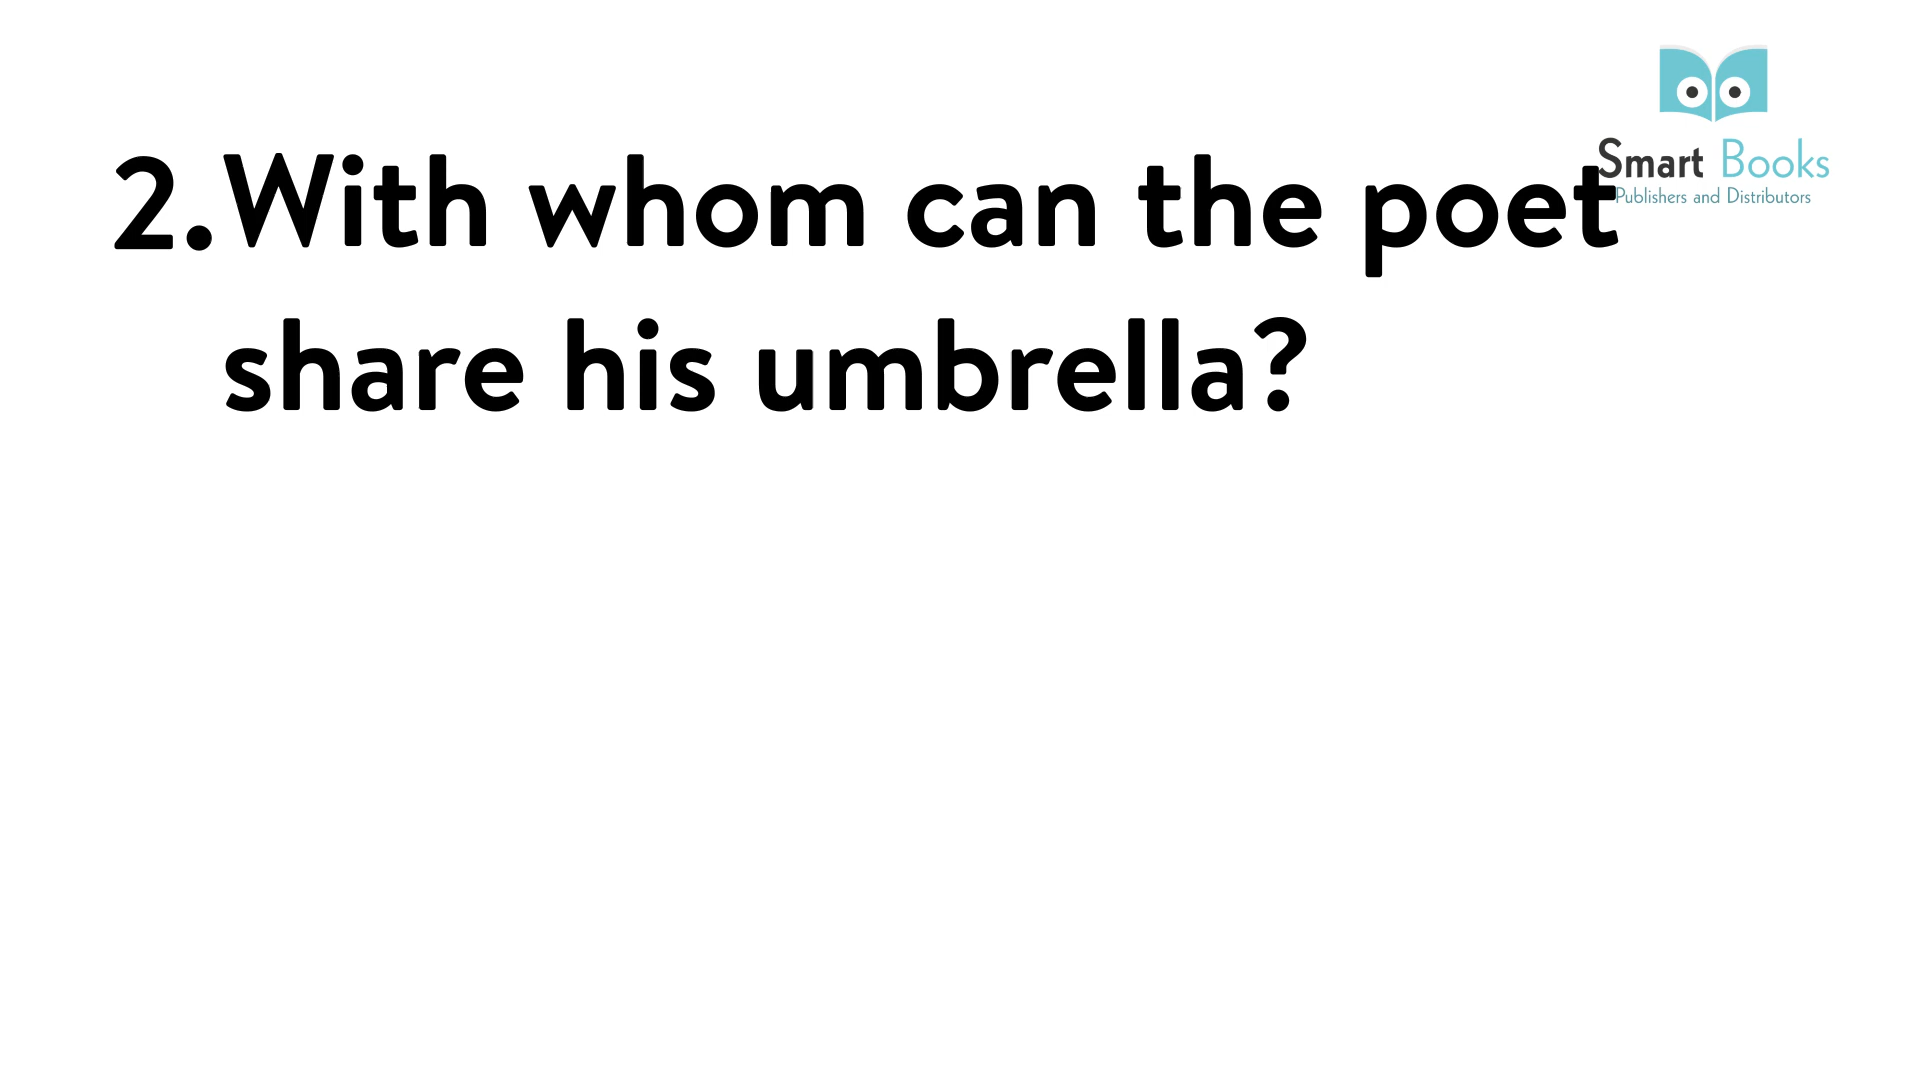 Smart Books
Publishers and Distributors
2.With whom can the poet
share his umbrella?